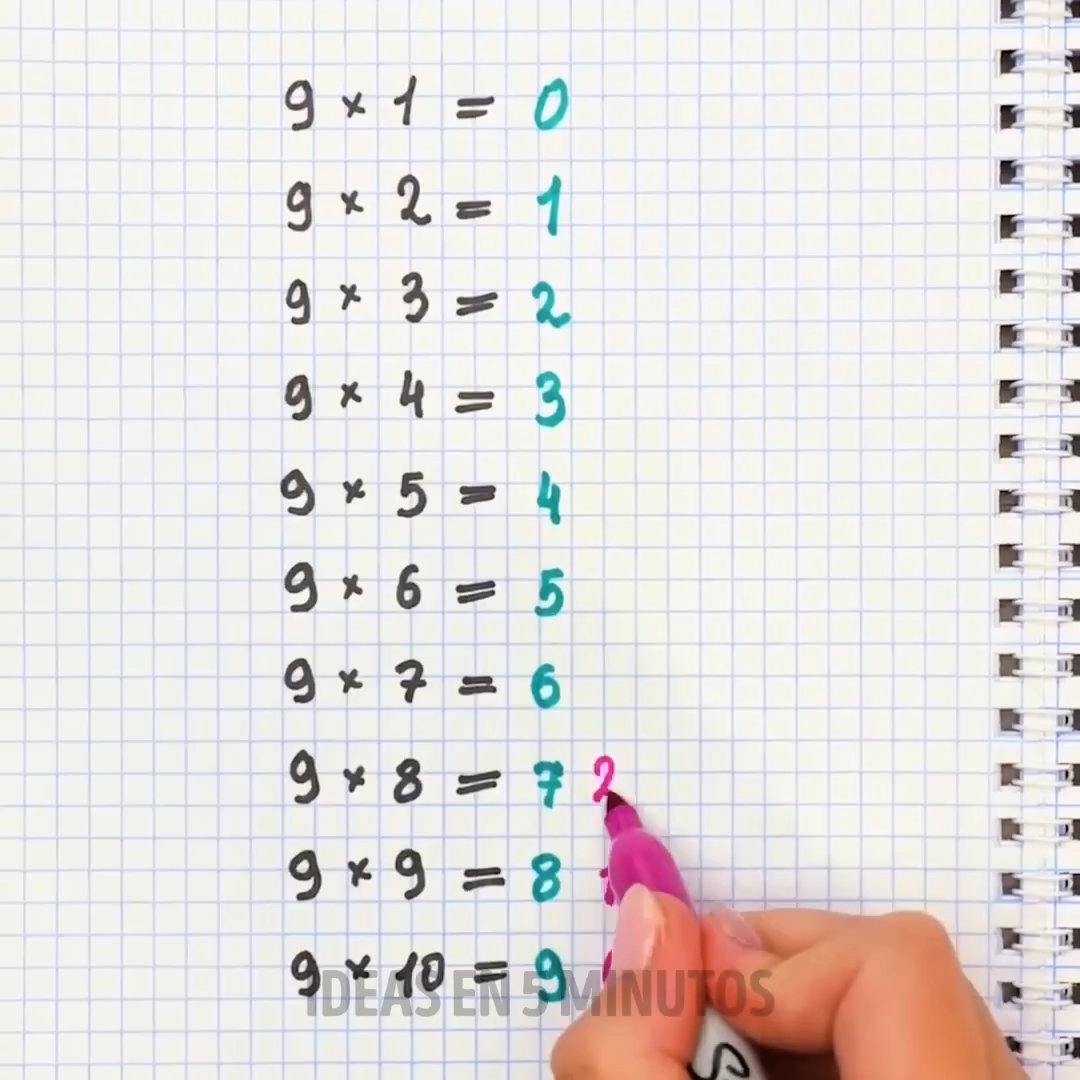 9 × 1 = 0
9 × 2 = 1
9 × 3 = 2
9 × 4 = 3
9 × 5 = 4
9 × 6 = 5
9 × 7 = 6
9 × 8 = 7 2
9 × 9 = 8
9 × 10 = 9
IDEAS EN 5 MINUTOS